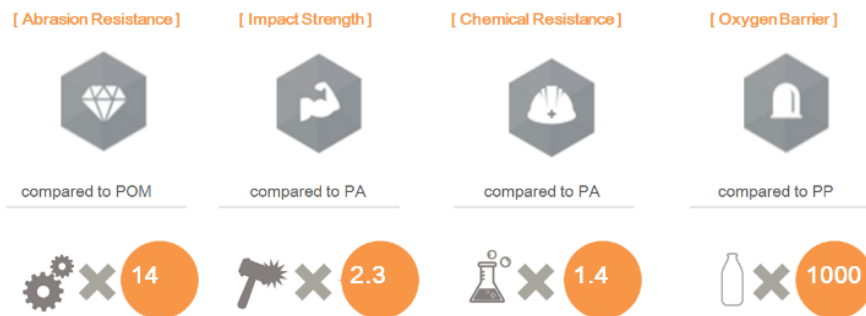 [ Abrasion Resistance ]
[ Impact Strength ]
[ Chemical Resistance ]
[ Oxygen Barrier ]
compared to POM
compared to PA
compared to PA
compared to PP
14
2.3
1.4
1000